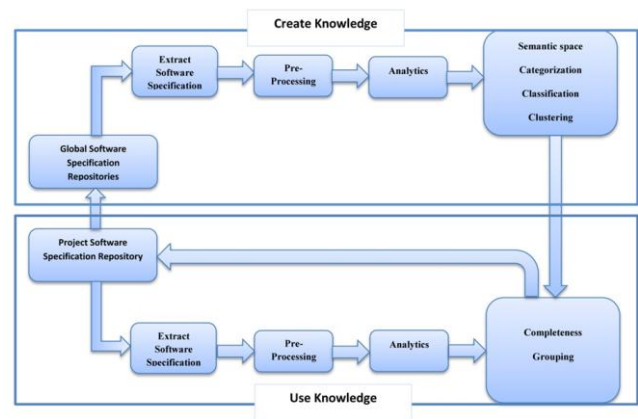 Create Knowledge
Extract
Software
Specification
Pre-
Processing
Analytics
Semantic space
Categorization
Classification
Clustering
Global Software
Specification
Repositories
Project Software
Specification Repository
Extract
Software
Specification
Pre-
Processing
Analytics
Completeness
Grouping
Use Knowledge